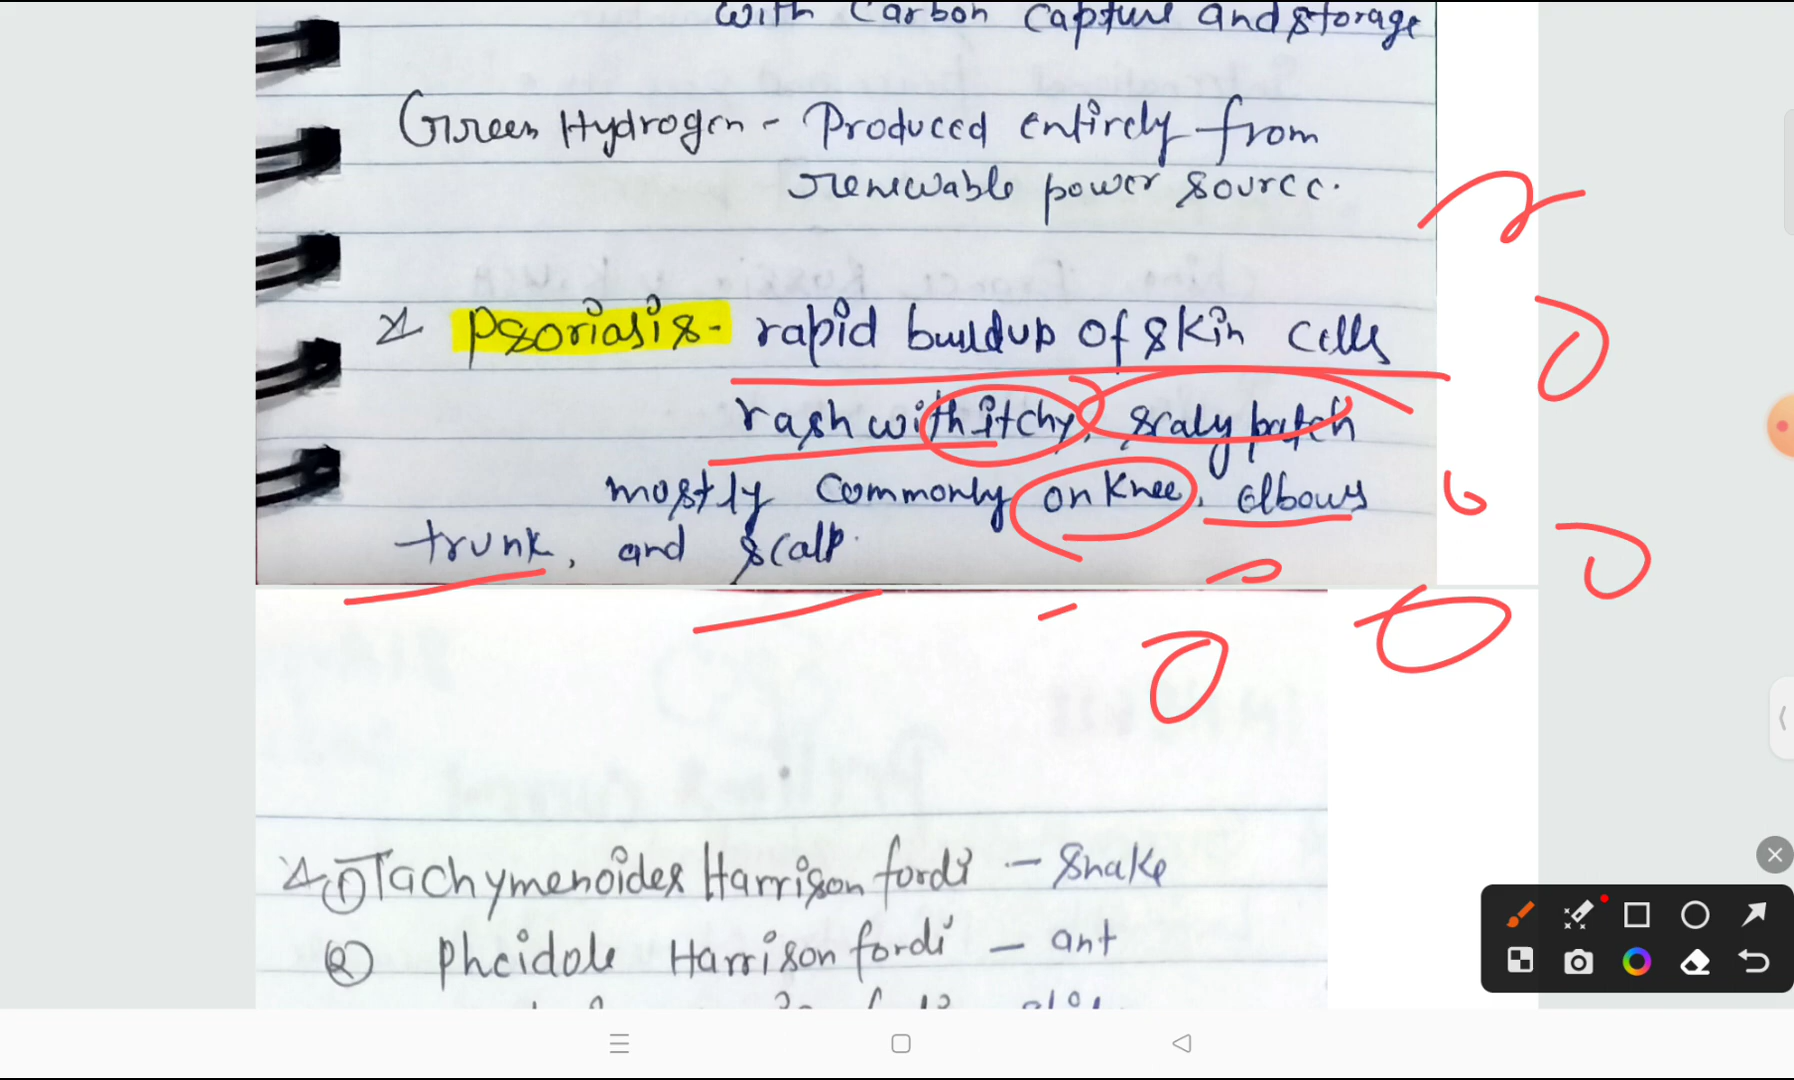 with Carbon Capture and storage
Green Hydrogen - Produced entirely from
renewable power source.
Psoriasis - rapid buildup of skin cells
rash with itchy, scaly patch
mostly commonly on Knee, elbows
trunk, and scalp.
① Tachymenoides Harrison fordi - Snake
② Pheidole Harrison fordi - ant